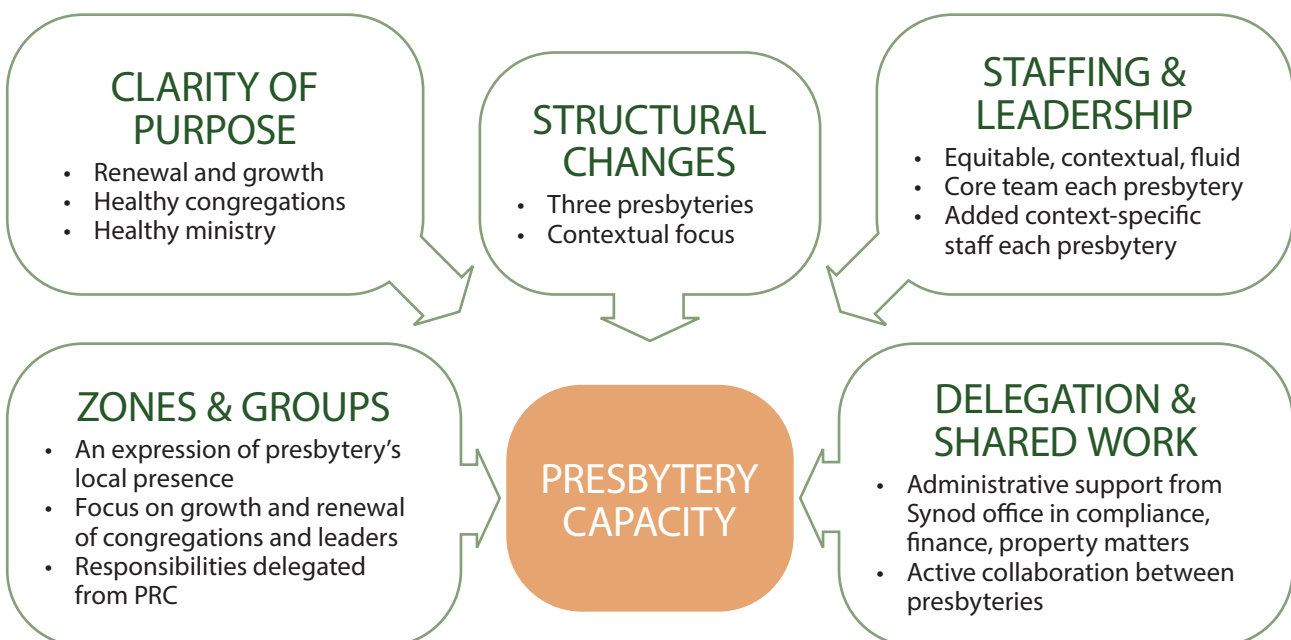 CLARITY OF
PURPOSE
• Renewal and growth
• Healthy congregations
• Healthy ministry
STRUCTURAL
CHANGES
• Three presbyteries
• Contextual focus
STAFFING &
LEADERSHIP
• Equitable, contextual, fluid
• Core team each presbytery
• Added context-specific
staff each presbytery
ZONES & GROUPS
• An expression of presbytery’s
local presence
• Focus on growth and renewal
of congregations and leaders
• Responsibilities delegated
from PRC
PRESBYTERY
CAPACITY
DELEGATION &
SHARED WORK
• Administrative support from
Synod office in compliance,
finance, property matters
• Active collaboration between
presbyteries